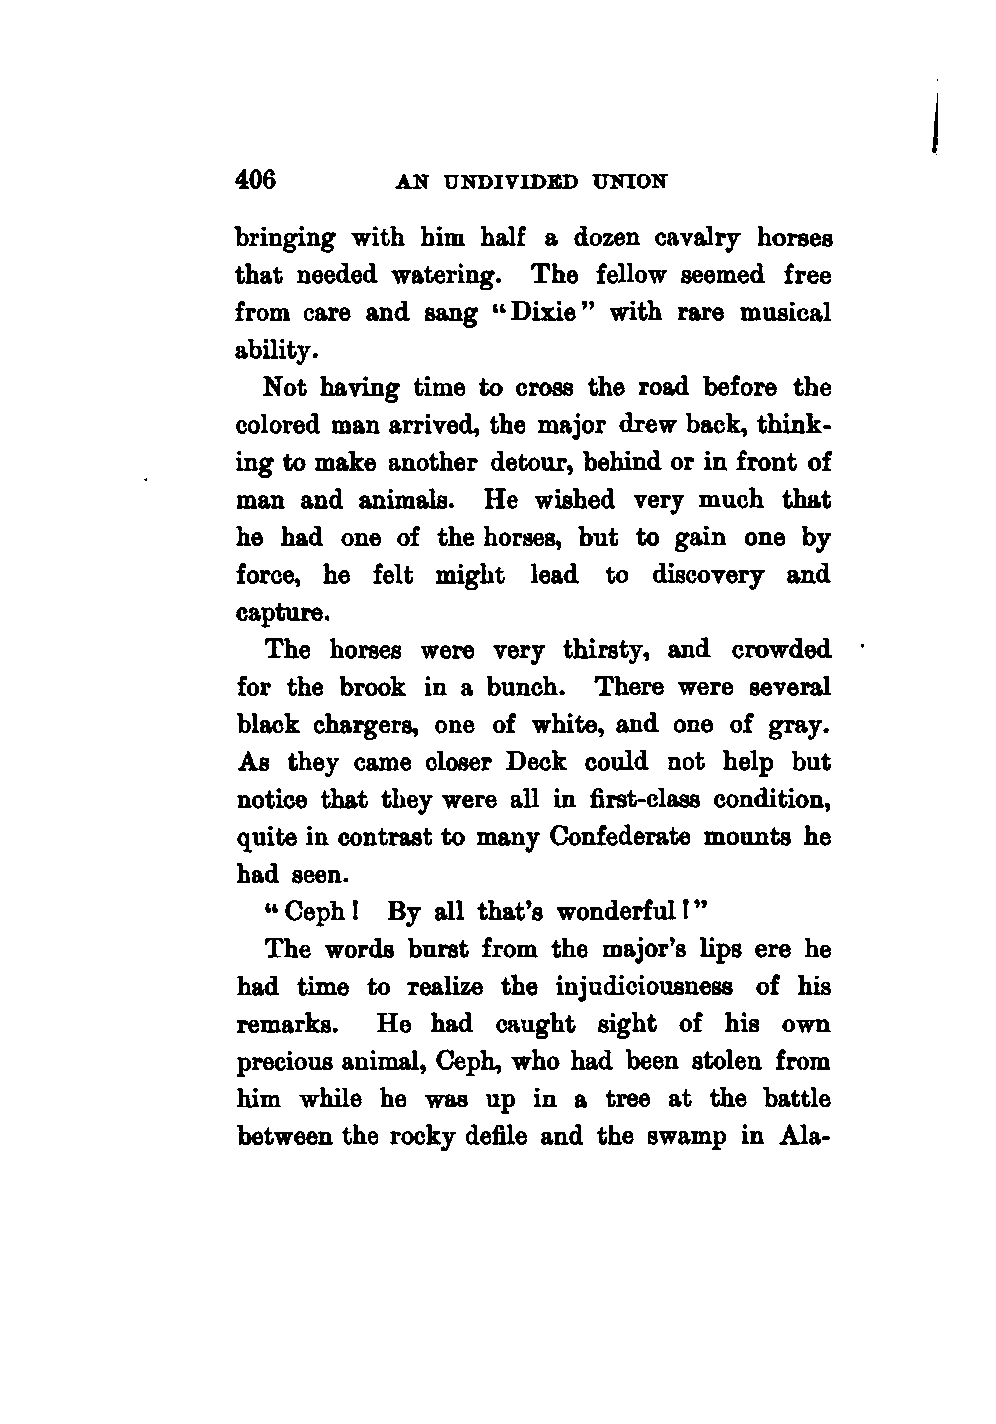 406 AN UNDIVIDED UNION
bringing with him half a dozen cavalry horses
that needed watering. The fellow seemed free
from care and sang “Dixie” with rare musical
ability.
Not having time to cross the road before the
colored man arrived, the major drew back, think-
ing to make another detour, behind or in front of
man and animals. He wished very much that
he had one of the horses, but to gain one by
force, he felt might lead to discovery and
capture.
The horses were very thirsty, and crowded
for the brook in a bunch. There were several
black chargers, one of white, and one of gray.
As they came closer Deck could not help but
notice that they were all in first-class condition,
quite in contrast to many Confederate mounts he
had seen.
“Ceph! By all that’s wonderful!”
The words burst from the major’s lips ere he
had time to realize the injudiciousness of his
remarks. He had caught sight of his own
precious animal, Ceph, who had been stolen from
him while he was up in a tree at the battle
between the rocky defile and the swamp in Ala-